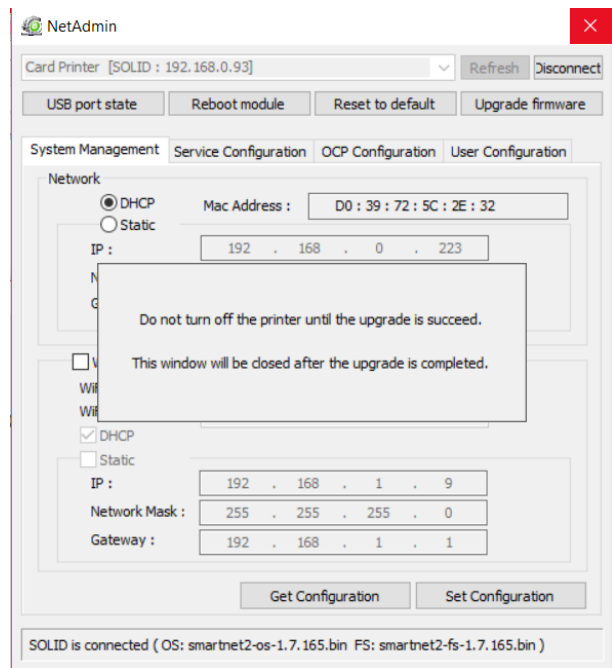 NetAdmin
Card Printer [SOLID : 192.168.0.93]
Refresh
Disconnect
USB port state
Reboot module
Reset to default
Upgrade firmware
System Management
Service Configuration
OCP Configuration
User Configuration
Network
DHCP
Mac Address :
D0 : 39 : 72 : 5C : 2E : 32
Static
IP :
192 . 168 . 0 . 223
Do not turn off the printer until the upgrade is succeed.
This window will be closed after the upgrade is completed.
DHCP
Static
IP :
192 . 168 . 1 . 9
Network Mask :
255 . 255 . 255 . 0
Gateway :
192 . 168 . 1 . 1
Get Configuration
Set Configuration
SOLID is connected ( OS: smartnet2-os-1.7.165.bin FS: smartnet2-fs-1.7.165.bin )